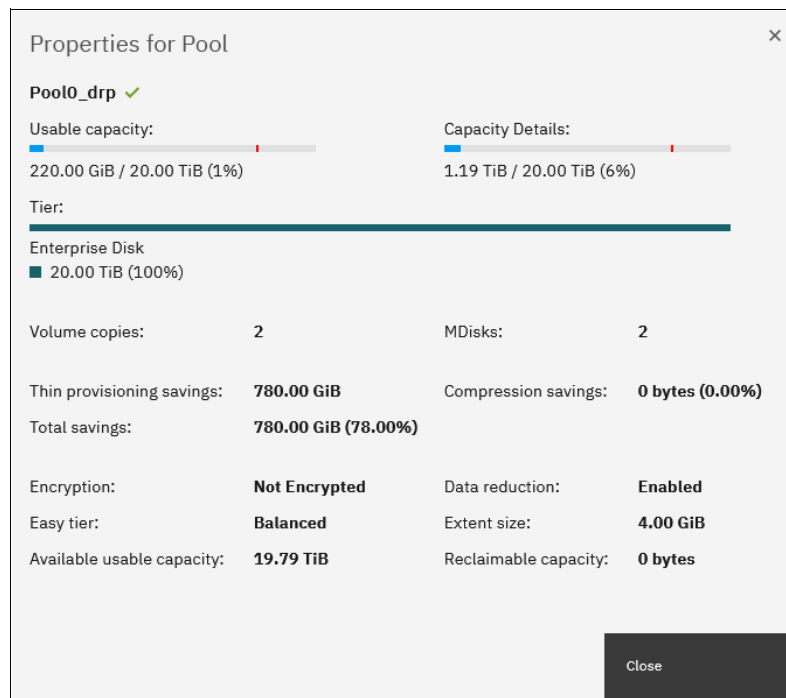 Properties for Pool
Pool0_drp
Usable capacity: Capacity Details:
220.00 GiB / 20.00 TiB (1%) 1.19 TiB / 20.00 TiB (6%)
Tier:
Enterprise Disk
20.00 TiB (100%)
Volume copies: 2 MDisks: 2
Thin provisioning savings: 780.00 GiB Compression savings: 0 bytes (0.00%)
Total savings: 780.00 GiB (78.00%)
Encryption: Not Encrypted Data reduction: Enabled
Easy tier: Balanced Extent size: 4.00 GiB
Available usable capacity: 19.79 TiB Reclaimable capacity: 0 bytes
Close